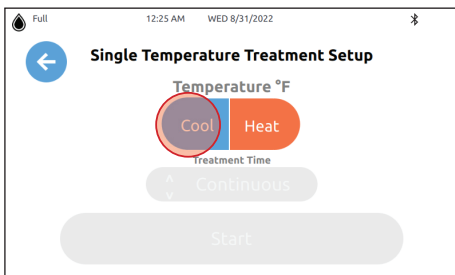 Full 12:25 AM WED 8/31/2022
Single Temperature Treatment Setup
Temperature °F
Cool Heat
Treatment Time
Continuous
Start